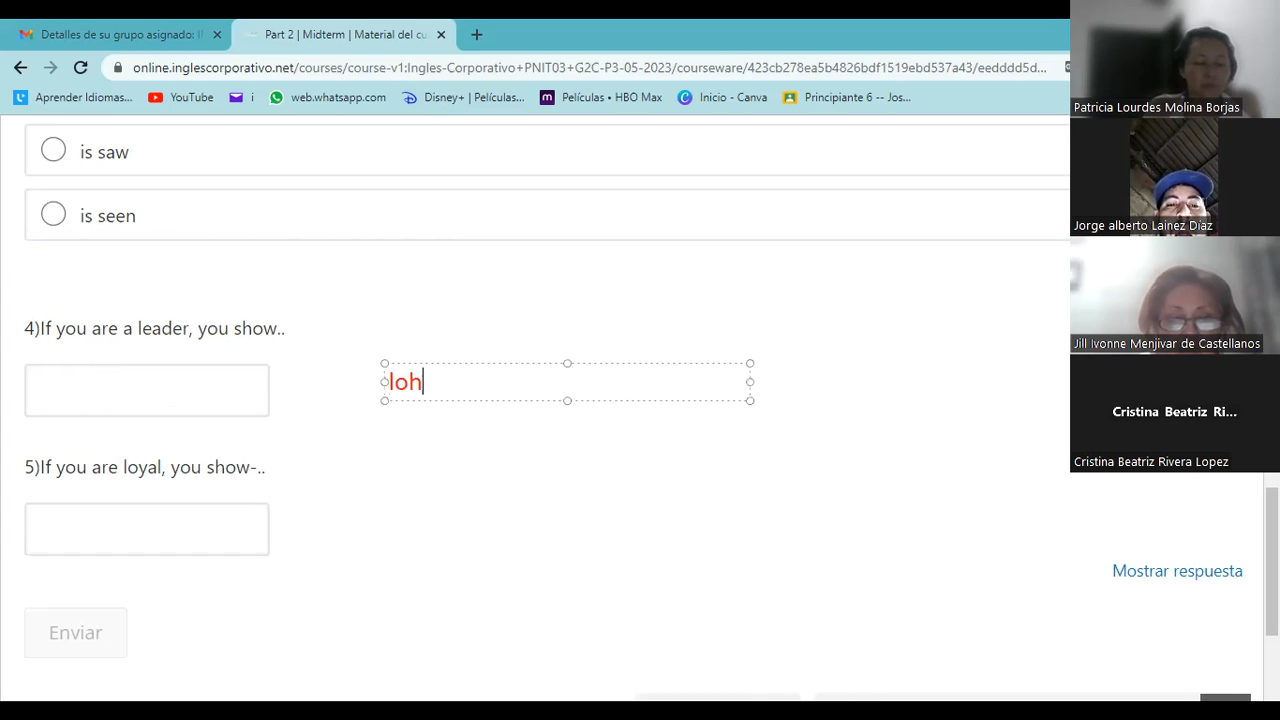 Detalles de su grupo asignado: I
Part 2 | Midterm | Material del cu
online.inglescorporativo.net/courses/course-v1:Ingles-Corporativo+PNIT03+G2C-P3-05-2023/courseware/423cb278ea5b4826bdf1519ebd537a43/eedddd5d...
Aprender Idiomas...
YouTube
i
web.whatsapp.com
Disney+ | Películas...
Películas • HBO Max
Inicio - Canva
Principiante 6 -- Jos...
Patricia Lourdes Molina Borjas
is saw
is seen
Jorge alberto Lainez Diaz
4)If you are a leader, you show..
Jill Ivonne Menjivar de Castellanos
loh
Cristina Beatriz Ri...
Cristina Beatriz Rivera Lopez
5)If you are loyal, you show-..
Mostrar respuesta
Enviar